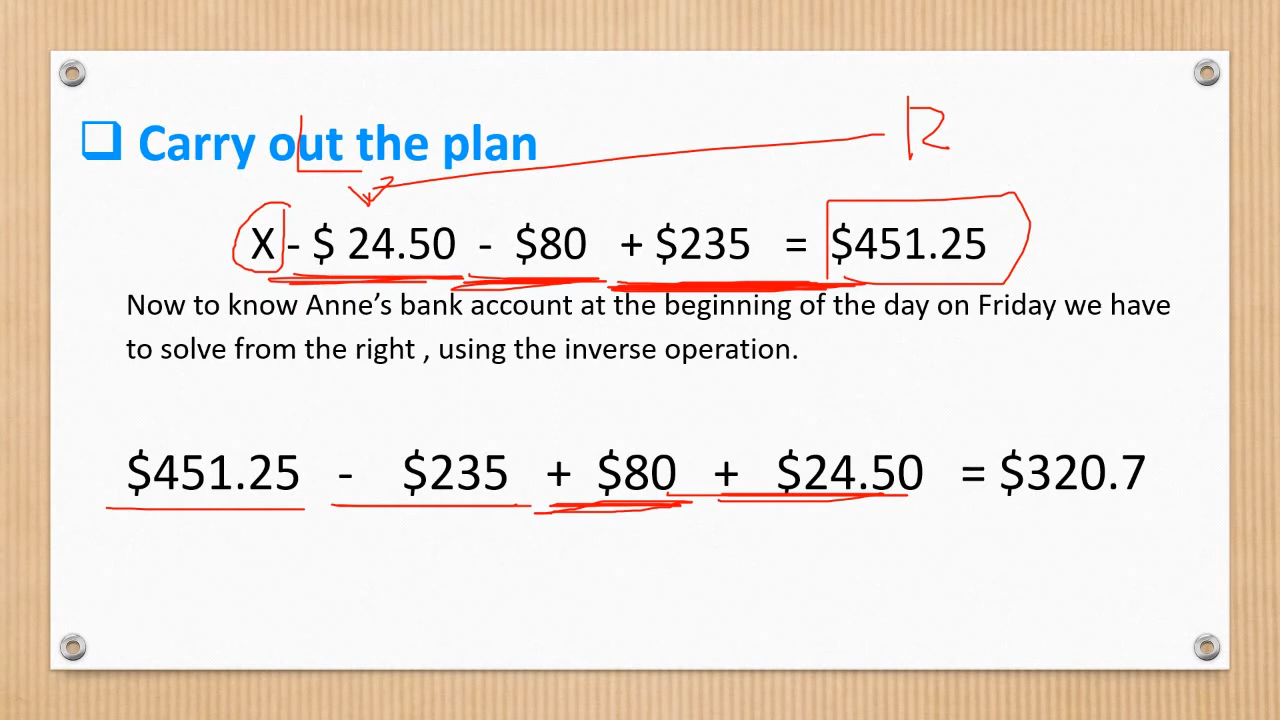 Carry out the plan
L
R
X - $ 24.50 - $80 + $235 = $451.25
Now to know Anne’s bank account at the beginning of the day on Friday we have
to solve from the right , using the inverse operation.
$451.25 - $235 + $80 + $24.50 = $320.7